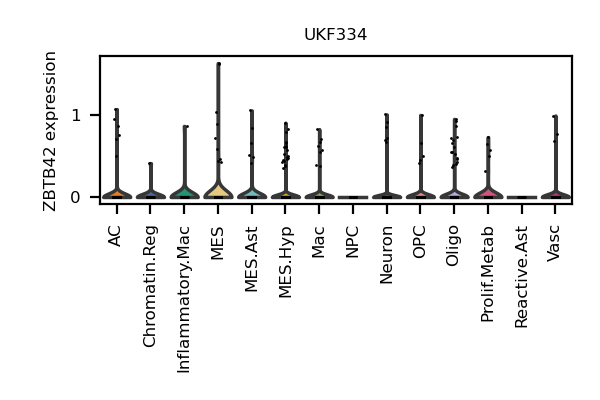 UKF334
ZBTB42 expression
1
0
AC
Chromatin.Reg
Inflammatory.Mac
MES
MES.Ast
MES.Hyp
Mac
NPC
Neuron
OPC
Oligo
Prolif.Metab
Reactive.Ast
Vasc